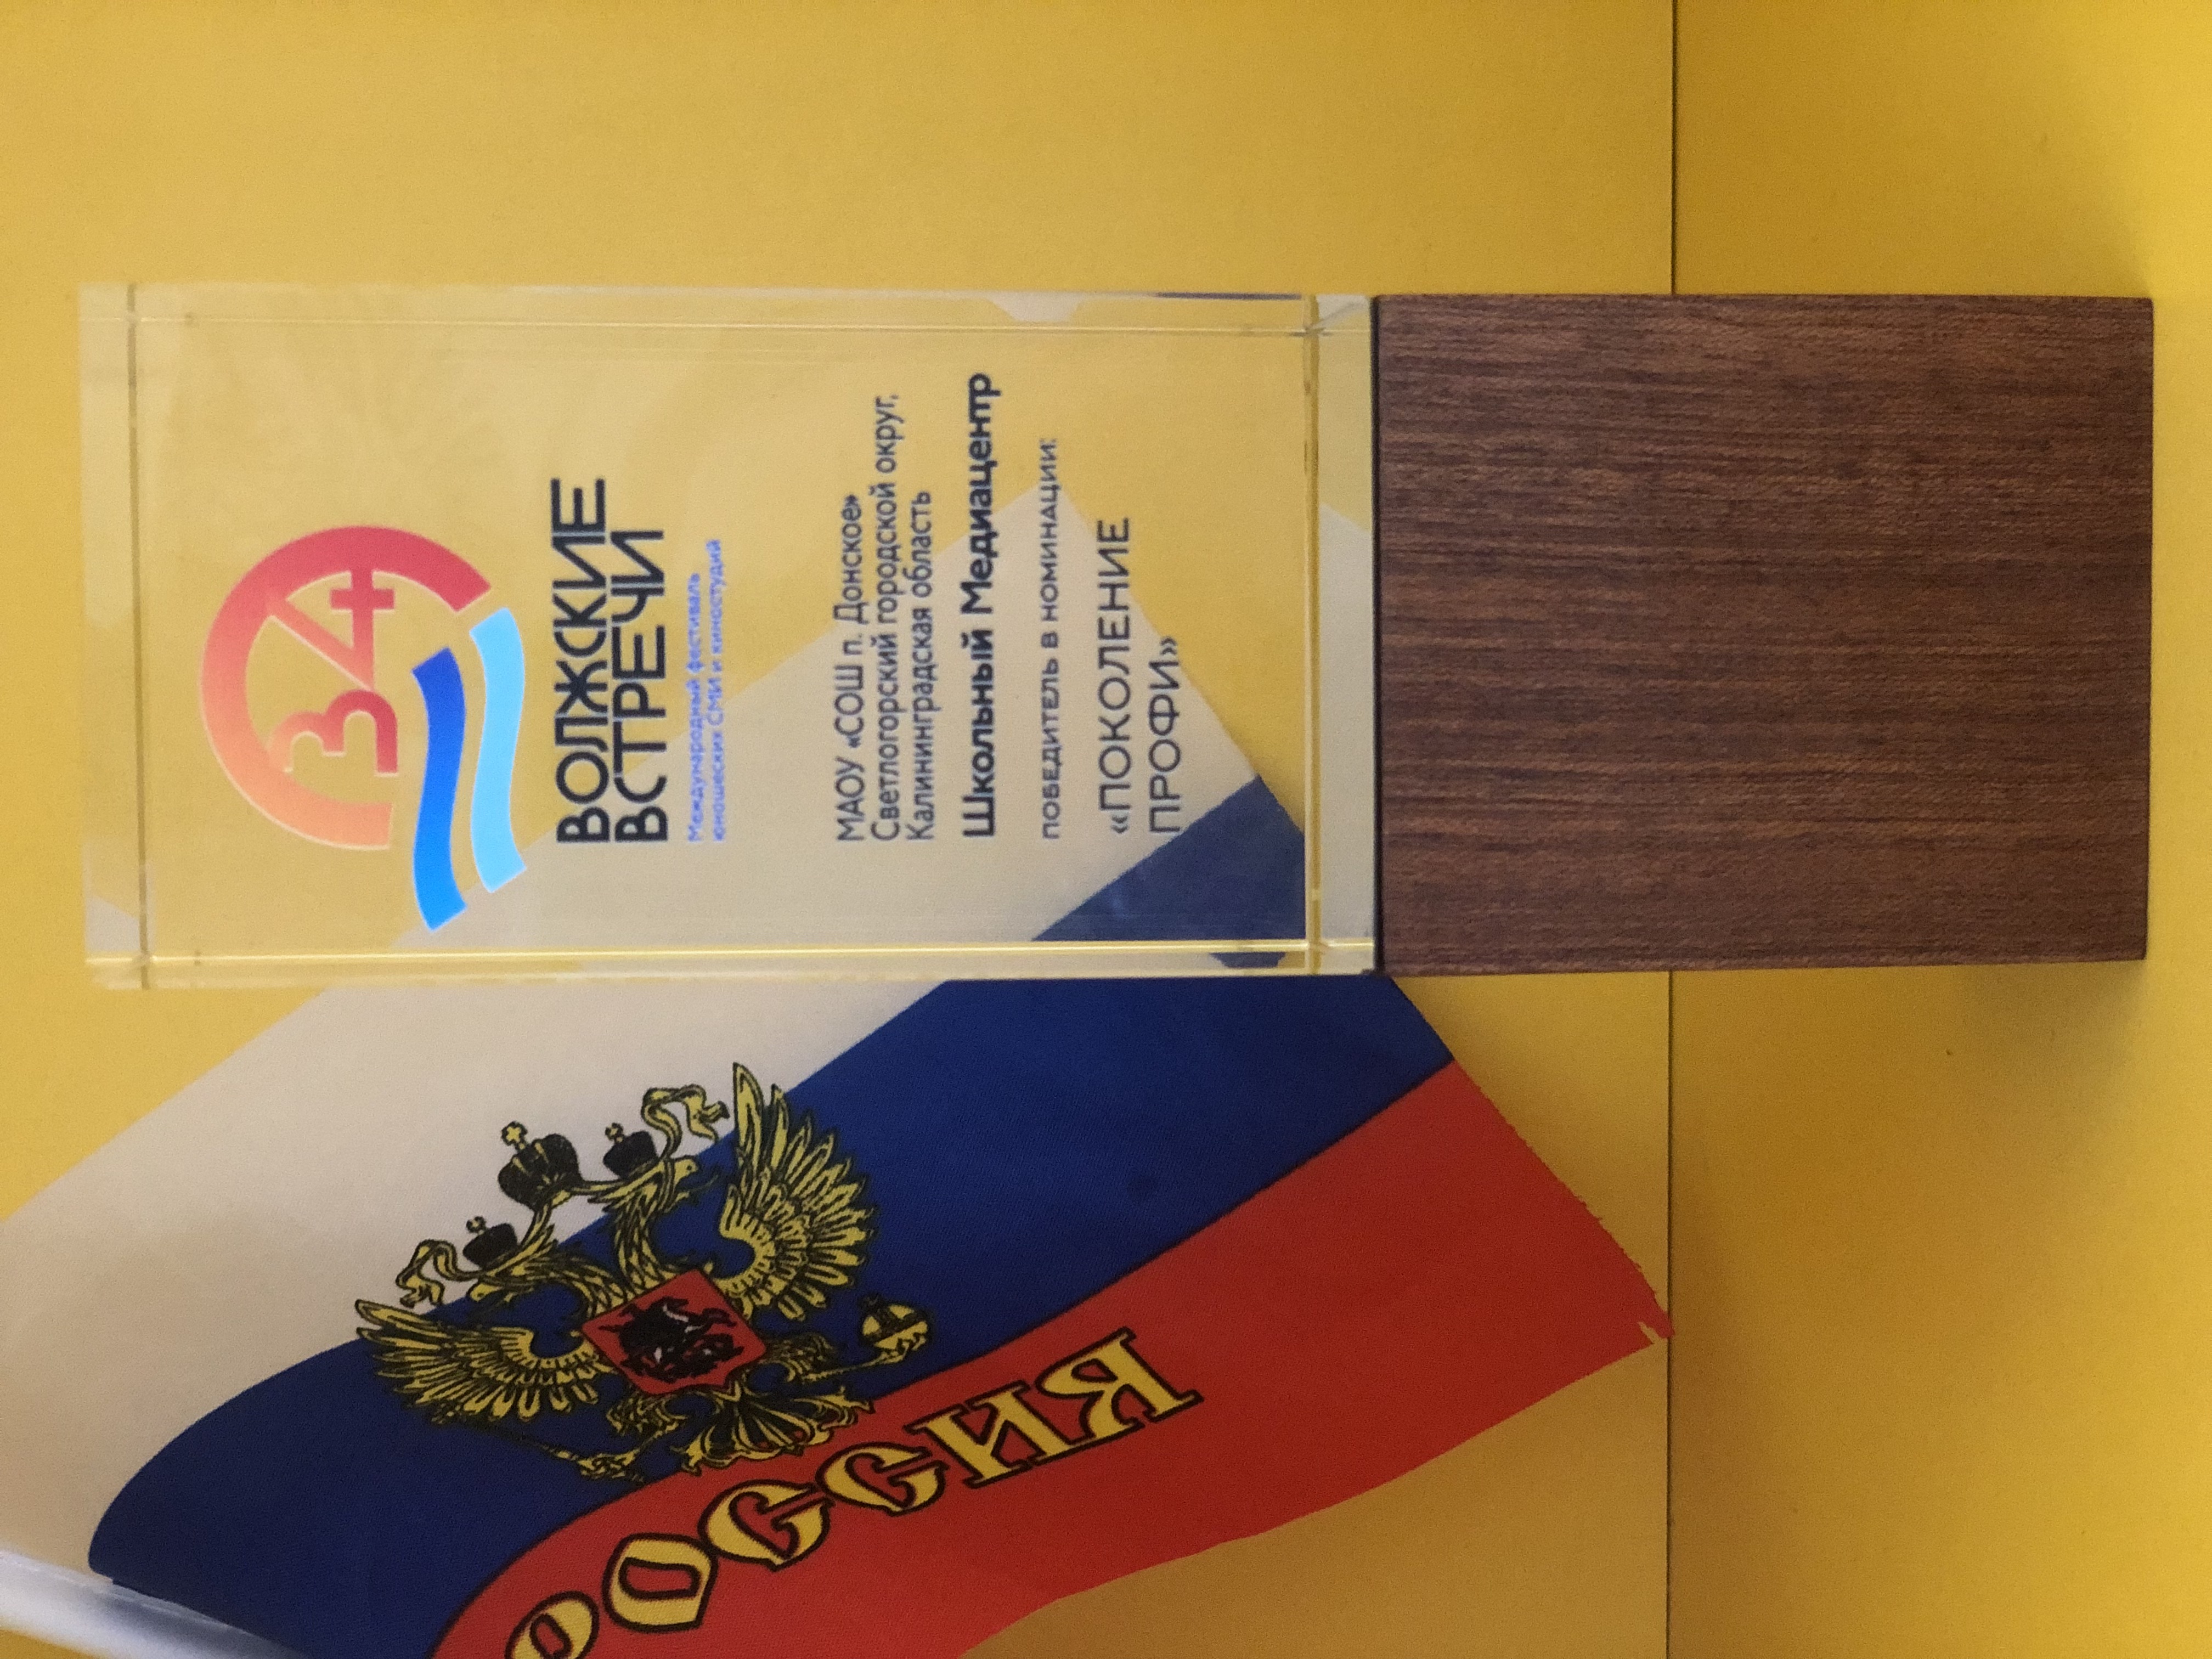 34
ВОЛЖСКИЕ
ВСТРЕЧИ
Международный фестиваль
юношеских СМИ и киностудий
МАОУ «СОШ п. Донское»
Светлогорский городской округ,
Калининградская область
Школьный Медиацентр
ПОБЕДИТЕЛЬ В НОМИНАЦИИ:
«ПОКОЛЕНИЕ
ПРОФИ»
РОССИЯ